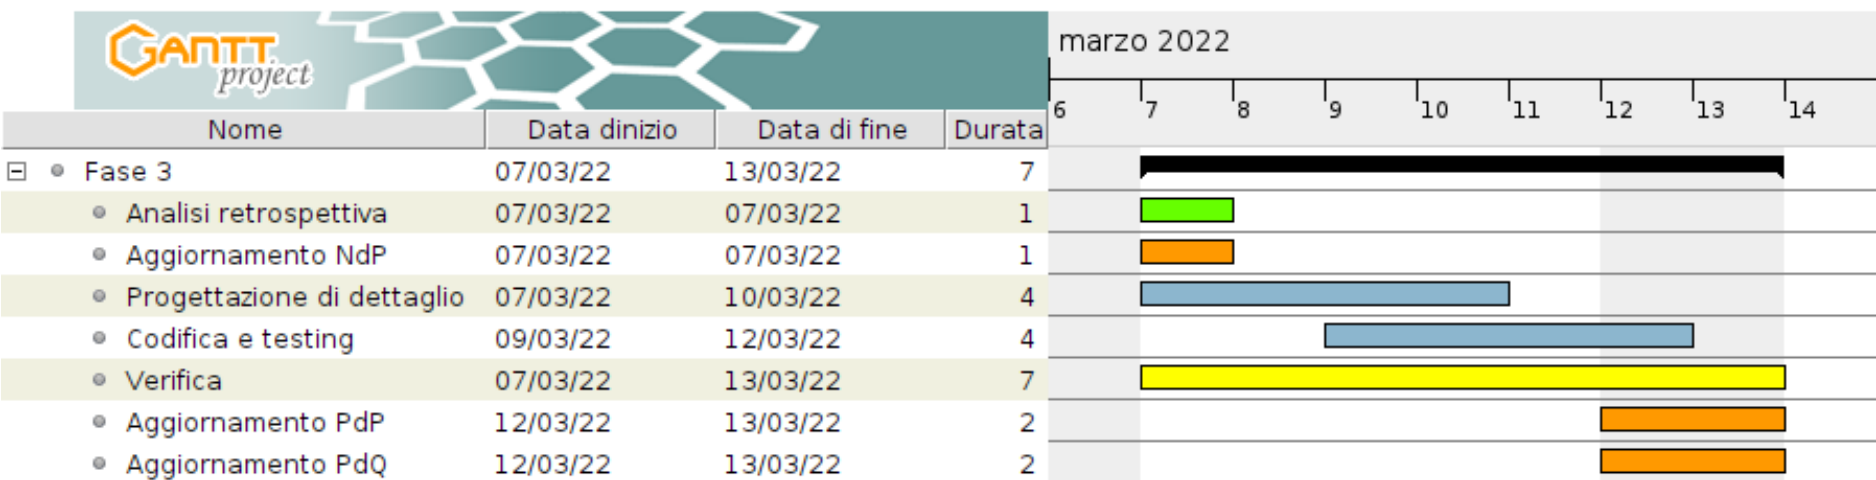 GANTT
project
marzo 2022
6 7 8 9 10 11 12 13 14
Nome Data dinizio Data di fine Durata
Fase 3 07/03/22 13/03/22 7
Analisi retrospettiva 07/03/22 07/03/22 1
Aggiornamento NdP 07/03/22 07/03/22 1
Progettazione di dettaglio 07/03/22 10/03/22 4
Codifica e testing 09/03/22 12/03/22 4
Verifica 07/03/22 13/03/22 7
Aggiornamento PdP 12/03/22 13/03/22 2
Aggiornamento PdQ 12/03/22 13/03/22 2